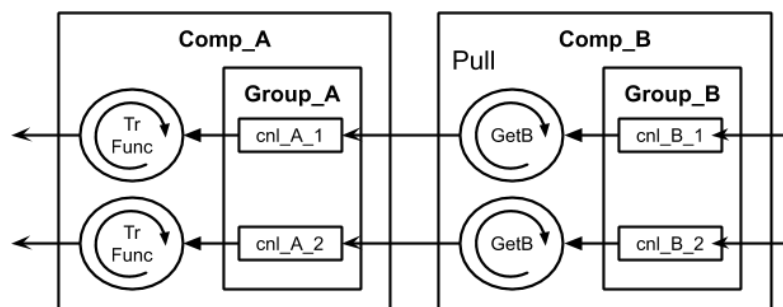 Comp_A
Comp_B
Pull
Group_A
Group_B
Tr
Func
cnl_A_1
GetB
cnl_B_1
Tr
Func
cnl_A_2
GetB
cnl_B_2